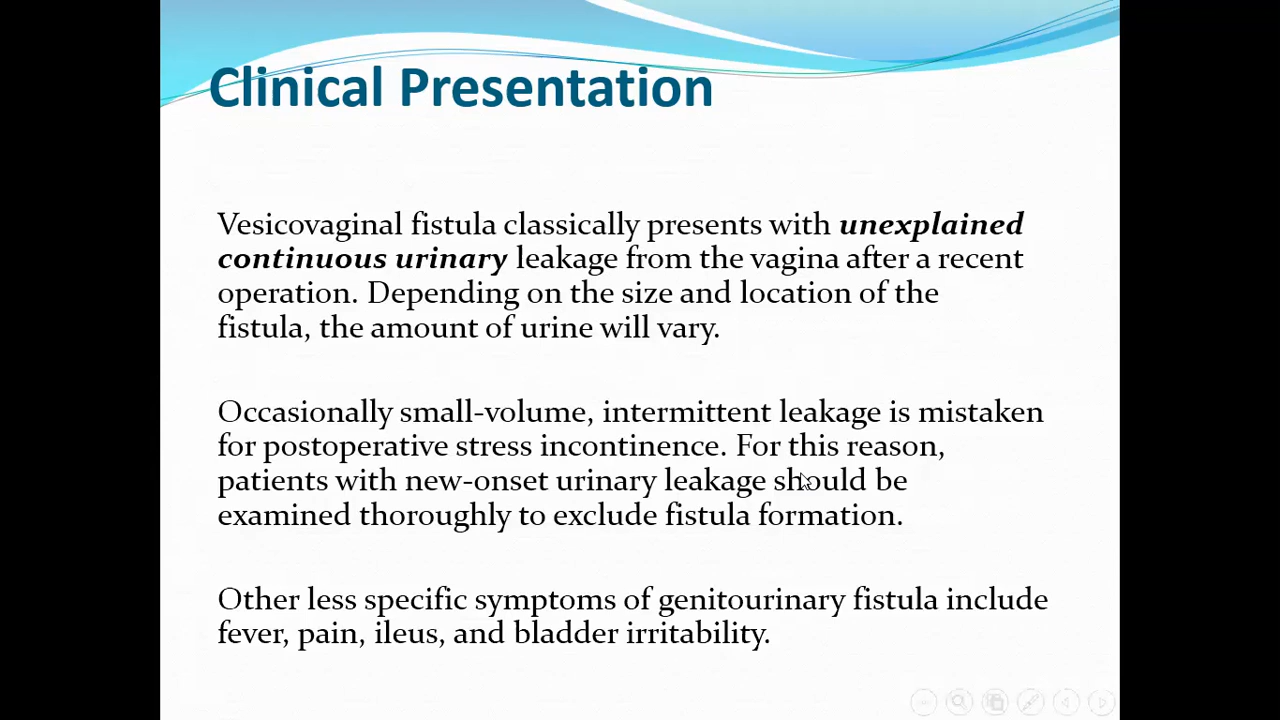 Clinical Presentation
Vesicovaginal fistula classically presents with unexplained
continuous urinary leakage from the vagina after a recent
operation. Depending on the size and location of the
fistula, the amount of urine will vary.
Occasionally small-volume, intermittent leakage is mistaken
for postoperative stress incontinence. For this reason,
patients with new-onset urinary leakage should be
examined thoroughly to exclude fistula formation.
Other less specific symptoms of genitourinary fistula include
fever, pain, ileus, and bladder irritability.